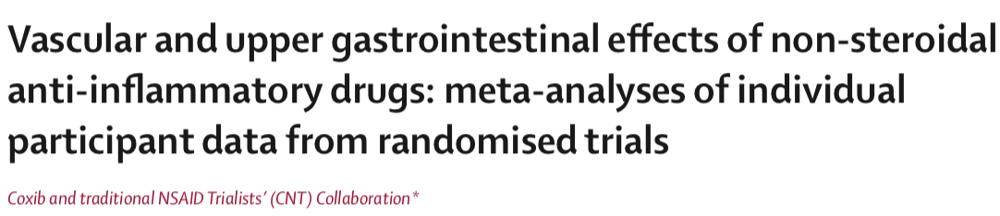 Vascular and upper gastrointestinal effects of non-steroidal
anti-inflammatory drugs: meta-analyses of individual
participant data from randomised trials
Coxib and traditional NSAID Trialists’ (CNT) Collaboration*